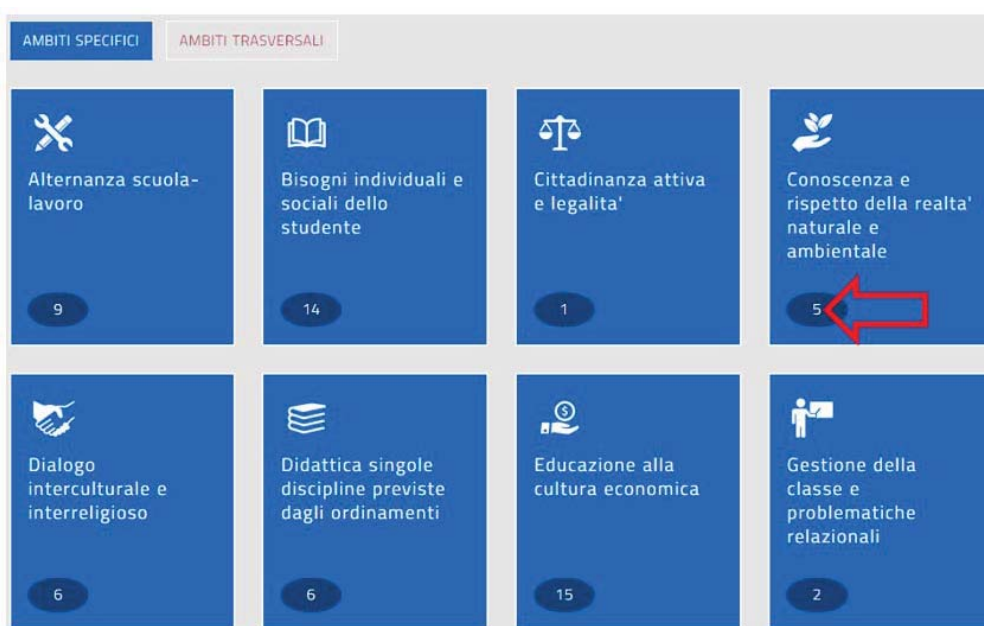 AMBITI SPECIFICI
AMBITI TRASVERSALI
Alternanza scuola-
lavoro
9
Bisogni individuali e
sociali dello
studente
14
Cittadinanza attiva
e legalita'
1
Conoscenza e
rispetto della realta'
naturale e
ambientale
5
Dialogo
interculturale e
interreligioso
6
Didattica singole
discipline previste
dagli ordinamenti
6
Educazione alla
cultura economica
15
Gestione della
classe e
problematiche
relazionali
2